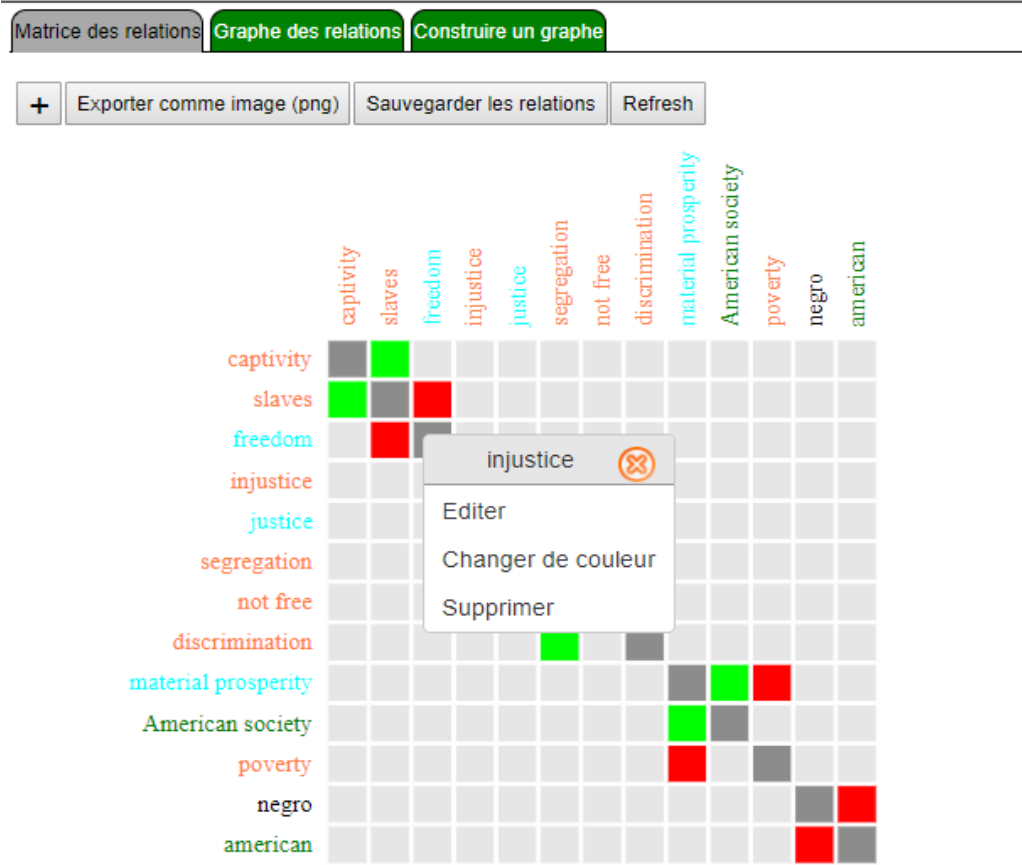 Matrice des relations Graphe des relations Construire un graphe
+ Exporter comme image (png) Sauvegarder les relations Refresh
captivity
slaves
freedom
injustice
justice
segregation
not free
discrimination
material prosperity
American society
poverty
negro
american
captivity
slaves
freedom
injustice
justice
segregation
not free
discrimination
material prosperity
American society
poverty
negro
american
injustice
Editer
Changer de couleur
Supprimer